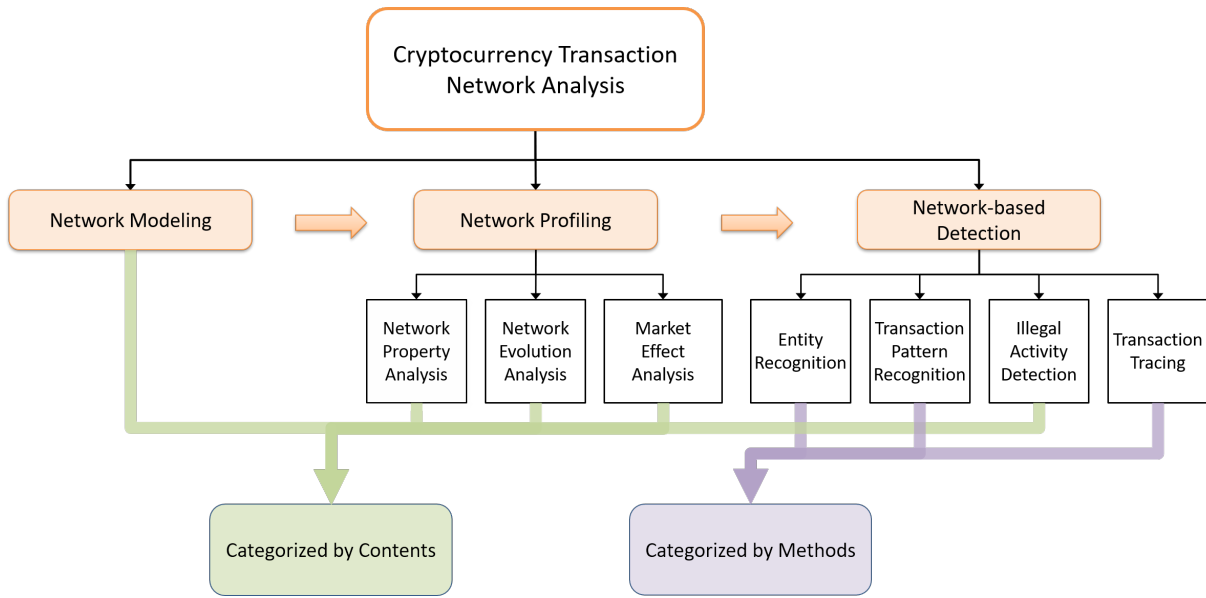 Cryptocurrency Transaction
Network Analysis
Network Modeling
Network Profiling
Network-based
Detection
Network
Property
Analysis
Network
Evolution
Analysis
Market
Effect
Analysis
Entity
Recognition
Transaction
Pattern
Recognition
Illegal
Activity
Detection
Transaction
Tracing
Categorized by Contents
Categorized by Methods